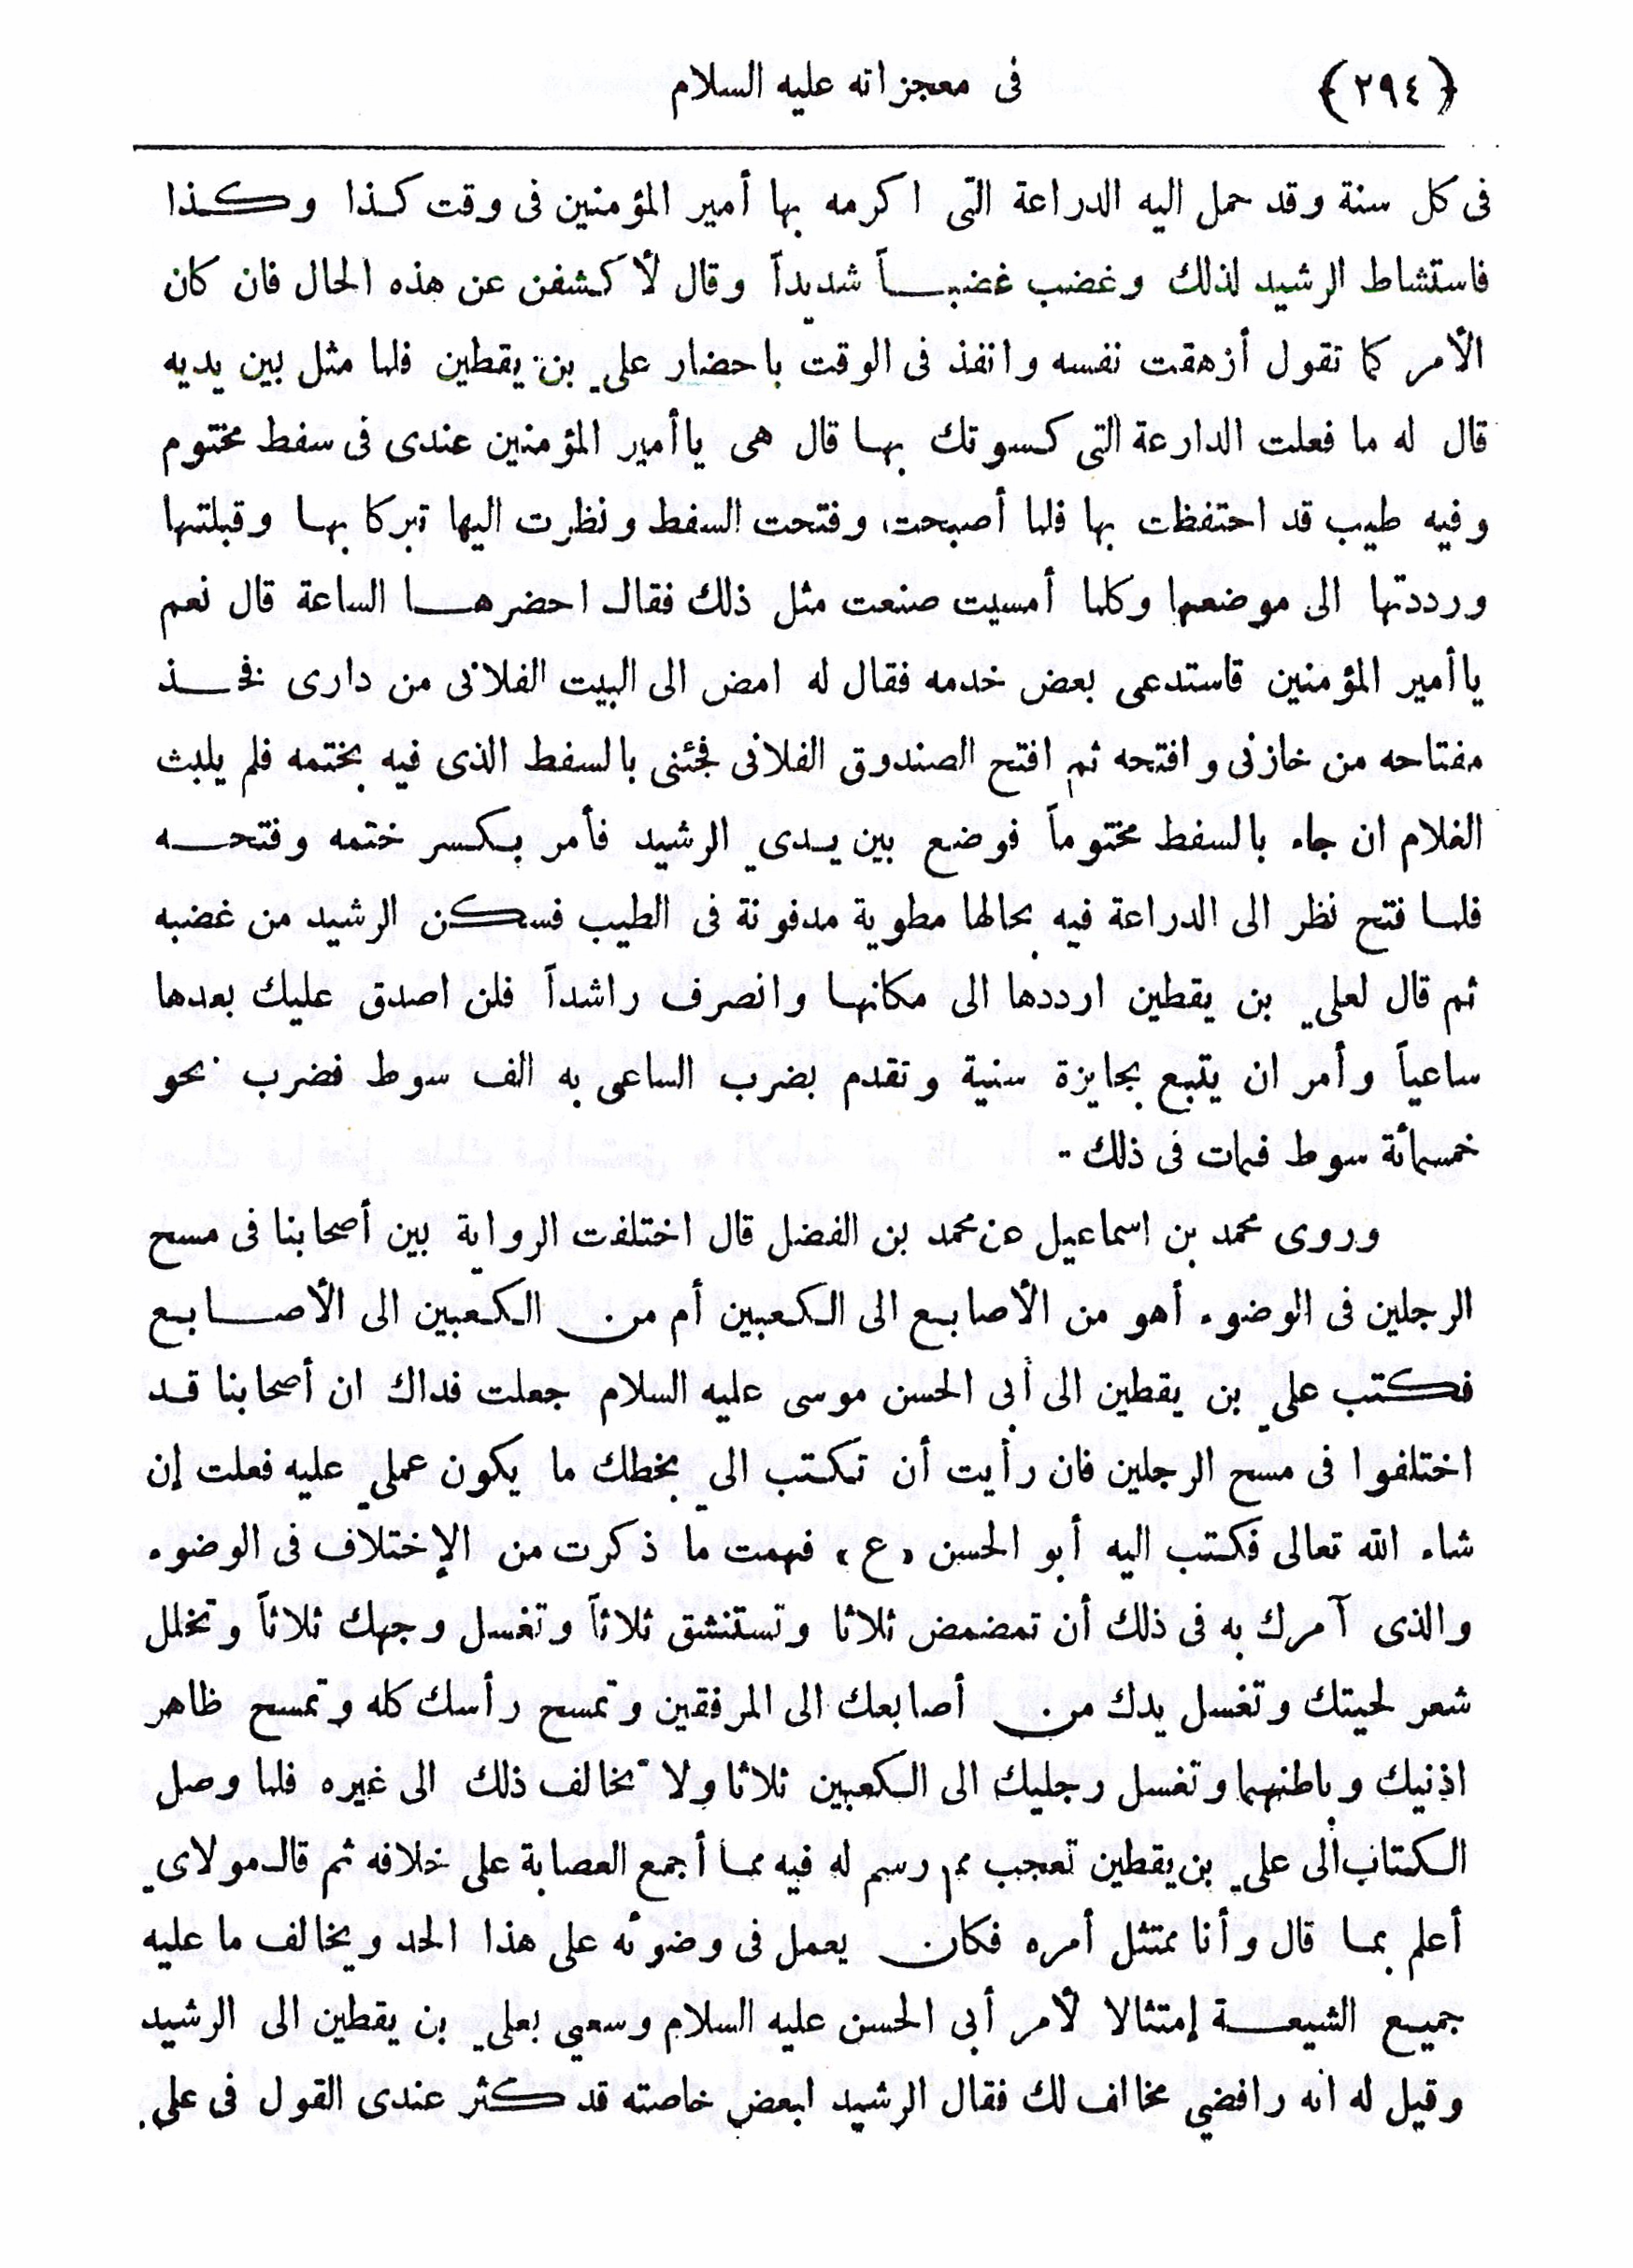 ﴿٢٩٤﴾ فى معجزاته عليه السلام
فى كل سنة وقد حمل اليه الدراعة التى اكرمه بها أمير المؤمنين فى وقت كذا وكذا
فاستشاط الرشيد لذلك وغضب غضباً شديداً وقال لأكشفن عن هذه الحال فان كان
الأمر كما تقول أزهقت نفسه وانفذ فى الوقت باحضار علي بن يقطين فلما مثل بين يديه
قال له ما فعلت الدارعة التى كسوتك بها قال هى ياأمير المؤمنين عندى فى سفط مختوم
وفيه طيب قد احتفظت بها فلما أصبحت، وفتحت السفط ونظرت اليها تبركا بها وقبلتها
ورددتها الى موضعها وكلما أمسيت صنعت مثل ذلك فقال احضرها الساعة قال نعم
ياأمير المؤمنين قاستدعى بعض خدمه فقال له امض الى البيت الفلانى من دارى فخذ
مفتاحه من خازنى وافتحه ثم افتح الصندوق الفلانى فجئنى بالسفط الذى فيه بختمه فلم يلبث
الغلام ان جاء بالسفط مختوماً فوضع بين يدي الرشيد فأمر بكسر ختمه وفتحه
فلما فتح نظر الى الدراعة فيه بحالها مطوية مدفونة فى الطيب فسكن الرشيد من غضبه
ثم قال لعلي بن يقطين ارددها الى مكانها وانصرف راشداً فلن اصدق عليك بعدها
ساعياً وأمر ان يتبع بجايزة سنية وتقدم بضرب الساعى به الف سوط فضرب نحو
خمسمائة سوط فمات فى ذلك .
وروى محمد بن اسماعيل عن محمد بن الفضل قال اختلفت الرواية بين أصحابنا فى مسح
الرجلين فى الوضوء أهو من الأصابع الى الكعبين أم من الكعبين الى الأصابع
فكتب علي بن يقطين الى أبى الحسن موسى عليه السلام جعلت فداك ان أصحابنا قد
اختلفوا فى مسح الرجلين فان رأيت أن تكتب الي بخطك ما يكون عملي عليه فعلت إن
شاء الله تعالى فكتب اليه أبو الحسن «ع» فهمت ما ذكرت من الإختلاف فى الوضوء
والذى آمرك به فى ذلك أن تمضمض ثلاثا وتستنشق ثلاثاً وتغسل وجهك ثلاثاً وتخلل
شعر لحيتك وتغسل يدك من أصابعك الى المرفقين وتمسح رأسك كله وتمسح ظاهر
اذنيك وباطنهما وتغسل رجليك الى الكعبين ثلاثا ولا تخالف ذلك الى غيره فلما وصل
الكتاب الى علي بن يقطين تعجب مم رسم له فيه مما أجمع العصابة على خلافه ثم قال مولاي
أعلم بما قال وأنا ممتثل أمره فكان يعمل فى وضوئه على هذا الحد ويخالف ما عليه
جميع الشيعة إمتثالا لأمر أبى الحسن عليه السلام وسعي بعلي بن يقطين الى الرشيد
وقيل له انه رافضي مخالف لك فقال الرشيد لبعض خاصته قد كثر عندى القول فى علي